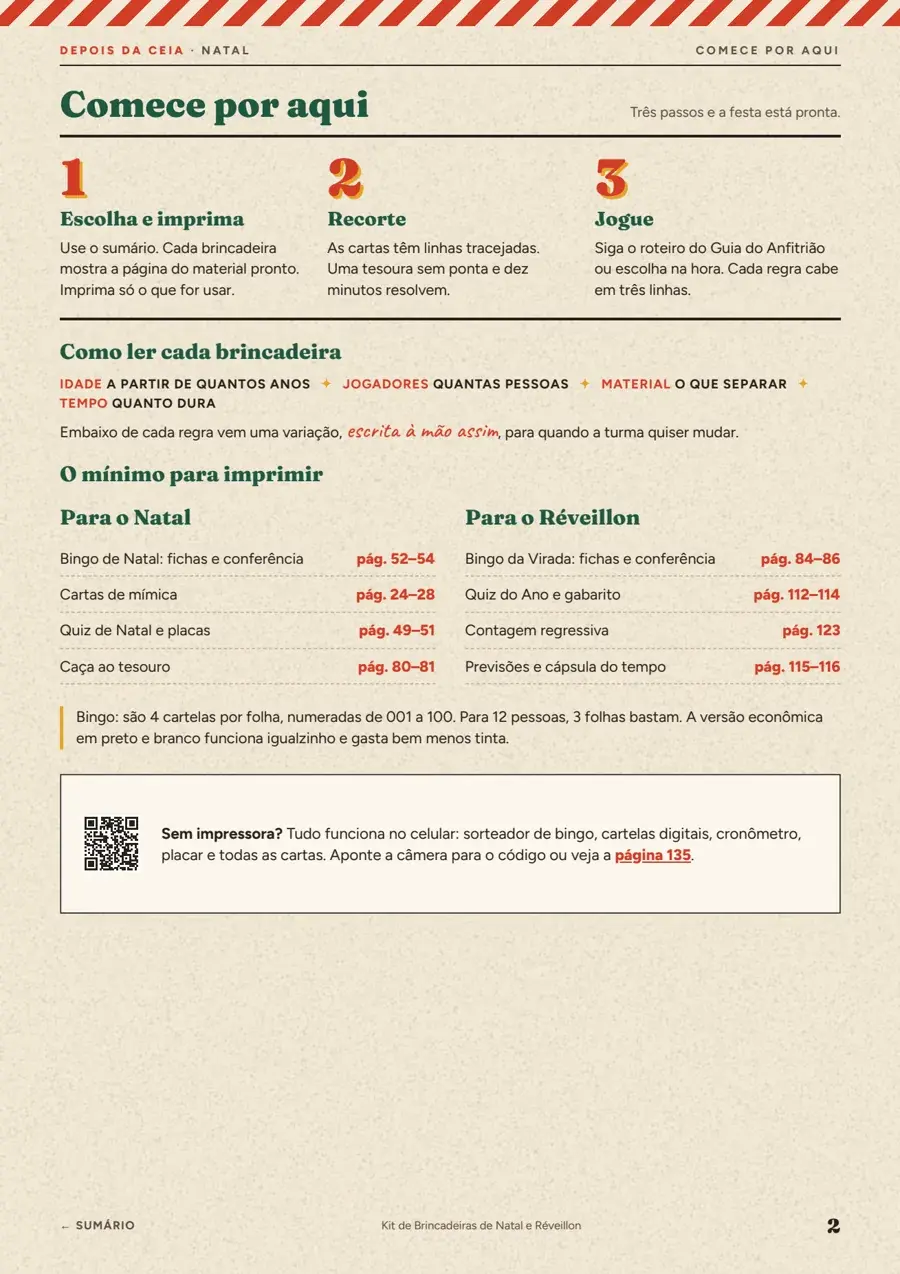 DEPOIS DA CEIA · NATAL
COMECE POR AQUI
Comece por aqui
Três passos e a festa está pronta.
1
Escolha e imprima
Use o sumário. Cada brincadeira
mostra a página do material pronto.
Imprima só o que for usar.
2
Recorte
As cartas têm linhas tracejadas.
Uma tesoura sem ponta e dez
minutos resolvem.
3
Jogue
Siga o roteiro do Guia do Anfitrião
ou escolha na hora. Cada regra cabe
em três linhas.
Como ler cada brincadeira
IDADE A PARTIR DE QUANTOS ANOS ✦ JOGADORES QUANTAS PESSOAS ✦ MATERIAL O QUE SEPARAR ✦
TEMPO QUANTO DURA
Embaixo de cada regra vem uma variação, escrita à mão assim, para quando a turma quiser mudar.
O mínimo para imprimir
Para o Natal
Bingo de Natal: fichas e conferência pág. 52–54
Cartas de mímica pág. 24–28
Quiz de Natal e placas pág. 49–51
Caça ao tesouro pág. 80–81
Para o Réveillon
Bingo da Virada: fichas e conferência pág. 84–86
Quiz do Ano e gabarito pág. 112–114
Contagem regressiva pág. 123
Previsões e cápsula do tempo pág. 115–116
Bingo: são 4 cartelas por folha, numeradas de 001 a 100. Para 12 pessoas, 3 folhas bastam. A versão econômica
em preto e branco funciona igualzinho e gasta bem menos tinta.
Sem impressora? Tudo funciona no celular: sorteador de bingo, cartelas digitais, cronômetro,
placar e todas as cartas. Aponte a câmera para o código ou veja a página 135.
← SUMÁRIO
Kit de Brincadeiras de Natal e Réveillon
2